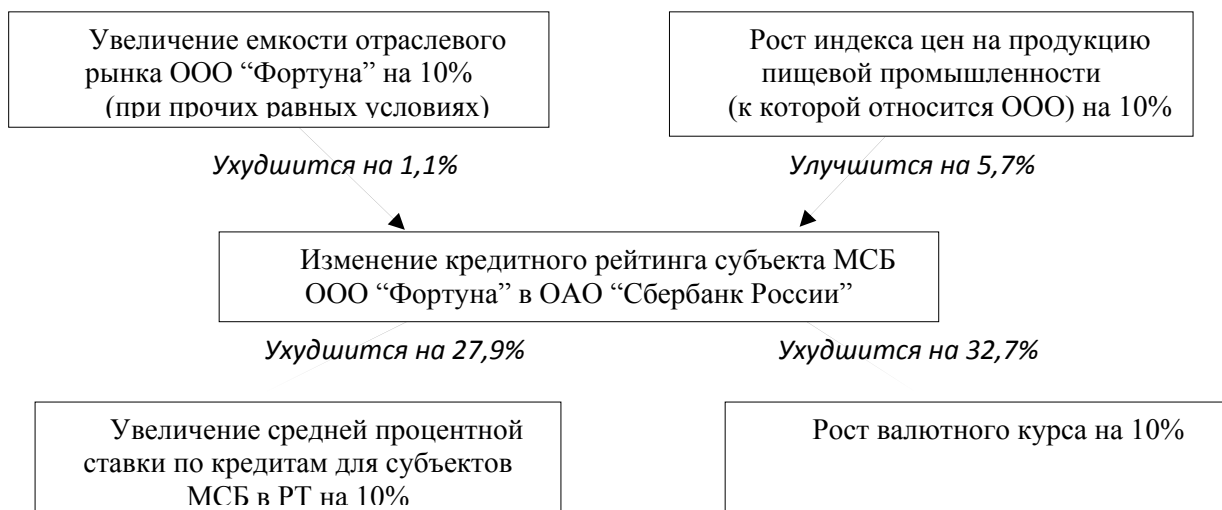 Увеличение емкости отраслевого
рынка ООО “Фортуна” на 10%
(при прочих равных условиях)
Рост индекса цен на продукцию
пищевой промышленности
(к которой относится ООО) на 10%
Ухудшится на 1,1%
Улучшится на 5,7%
Изменение кредитного рейтинга субъекта МСБ
ООО “Фортуна” в ОАО “Сбербанк России”
Ухудшится на 27,9%
Ухудшится на 32,7%
Увеличение средней процентной
ставки по кредитам для субъектов
МСБ в РТ на 10%
Рост валютного курса на 10%